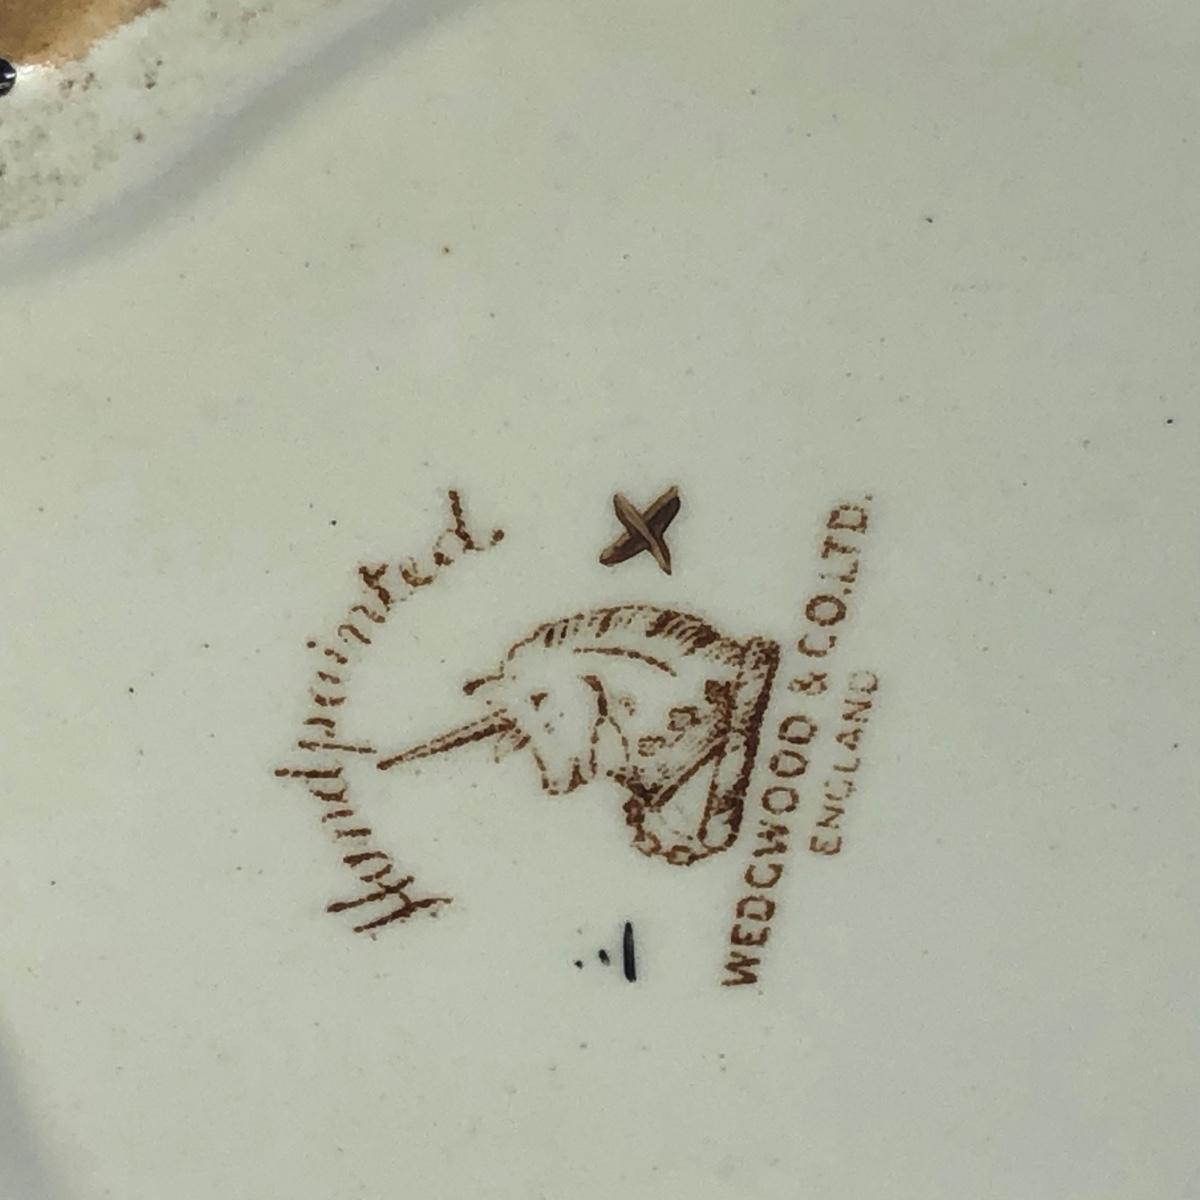 Handpainted
X
WEDGWOOD & CO. LTD.
ENGLAND